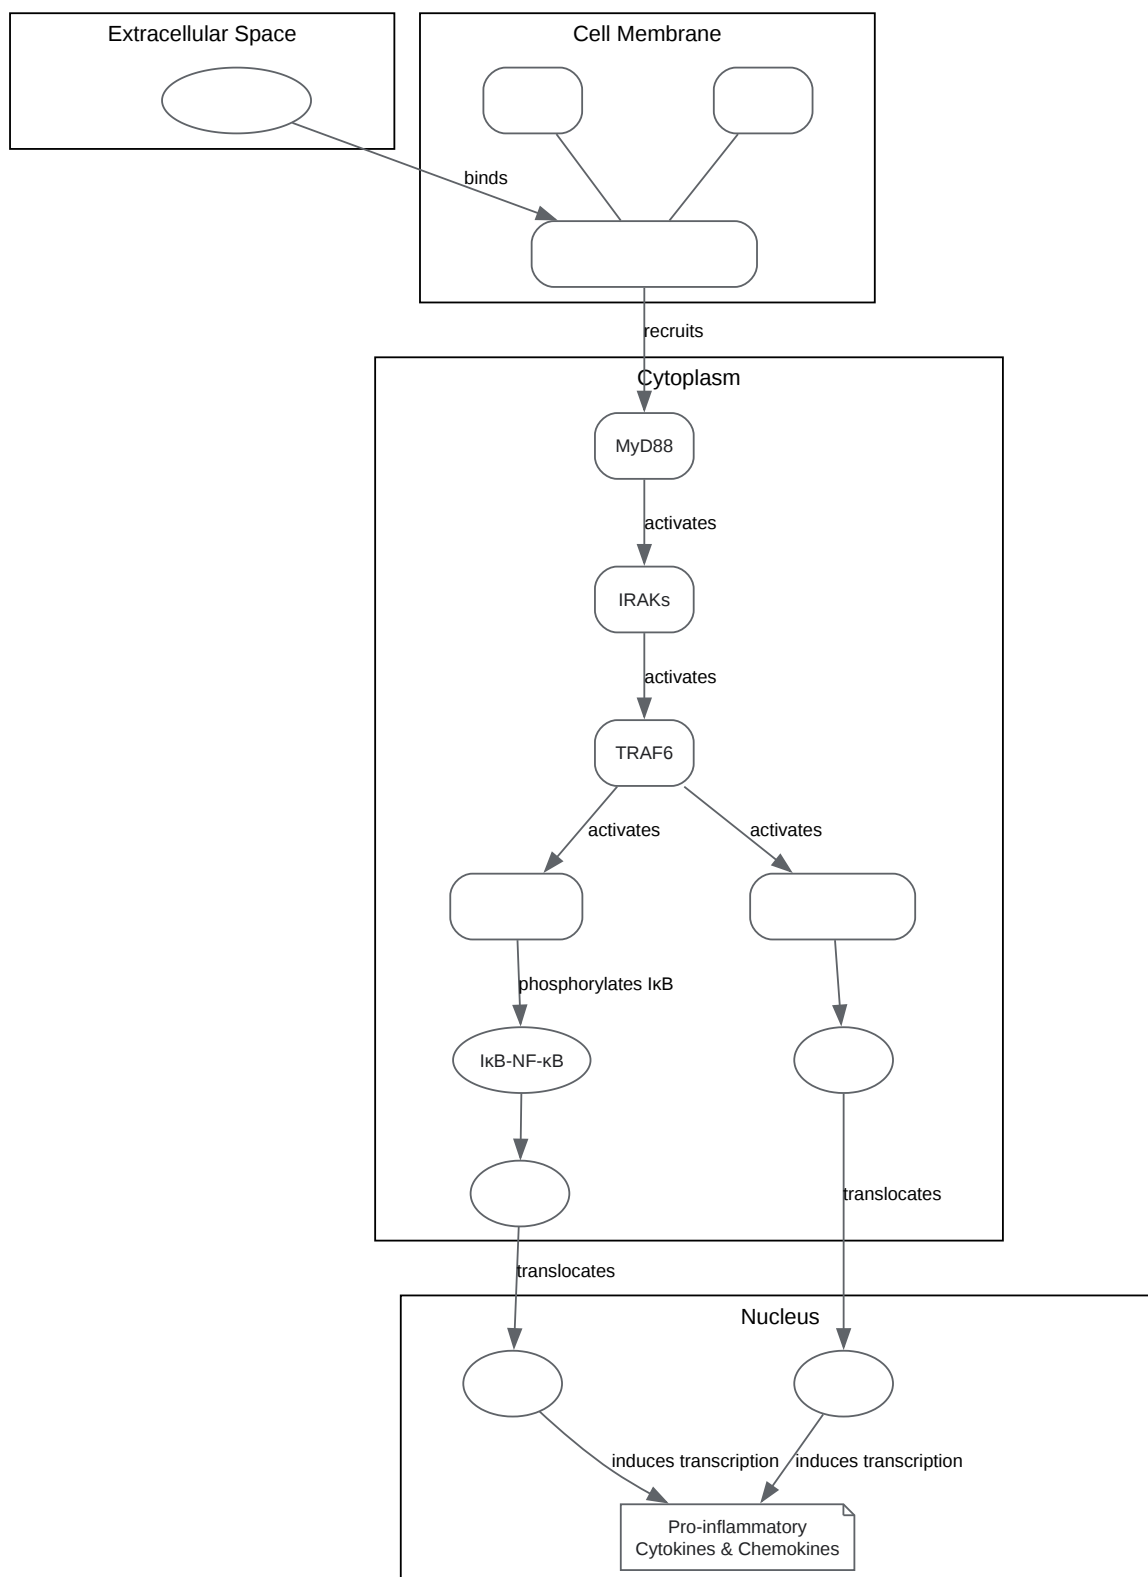 Extracellular Space
Cell Membrane
binds
recruits
Cytoplasm
MyD88
activates
IRAKs
activates
TRAF6
activates
activates
phosphorylates IκB
IκB-NF-κB
translocates
translocates
Nucleus
induces transcription
induces transcription
Pro-inflammatory
Cytokines & Chemokines